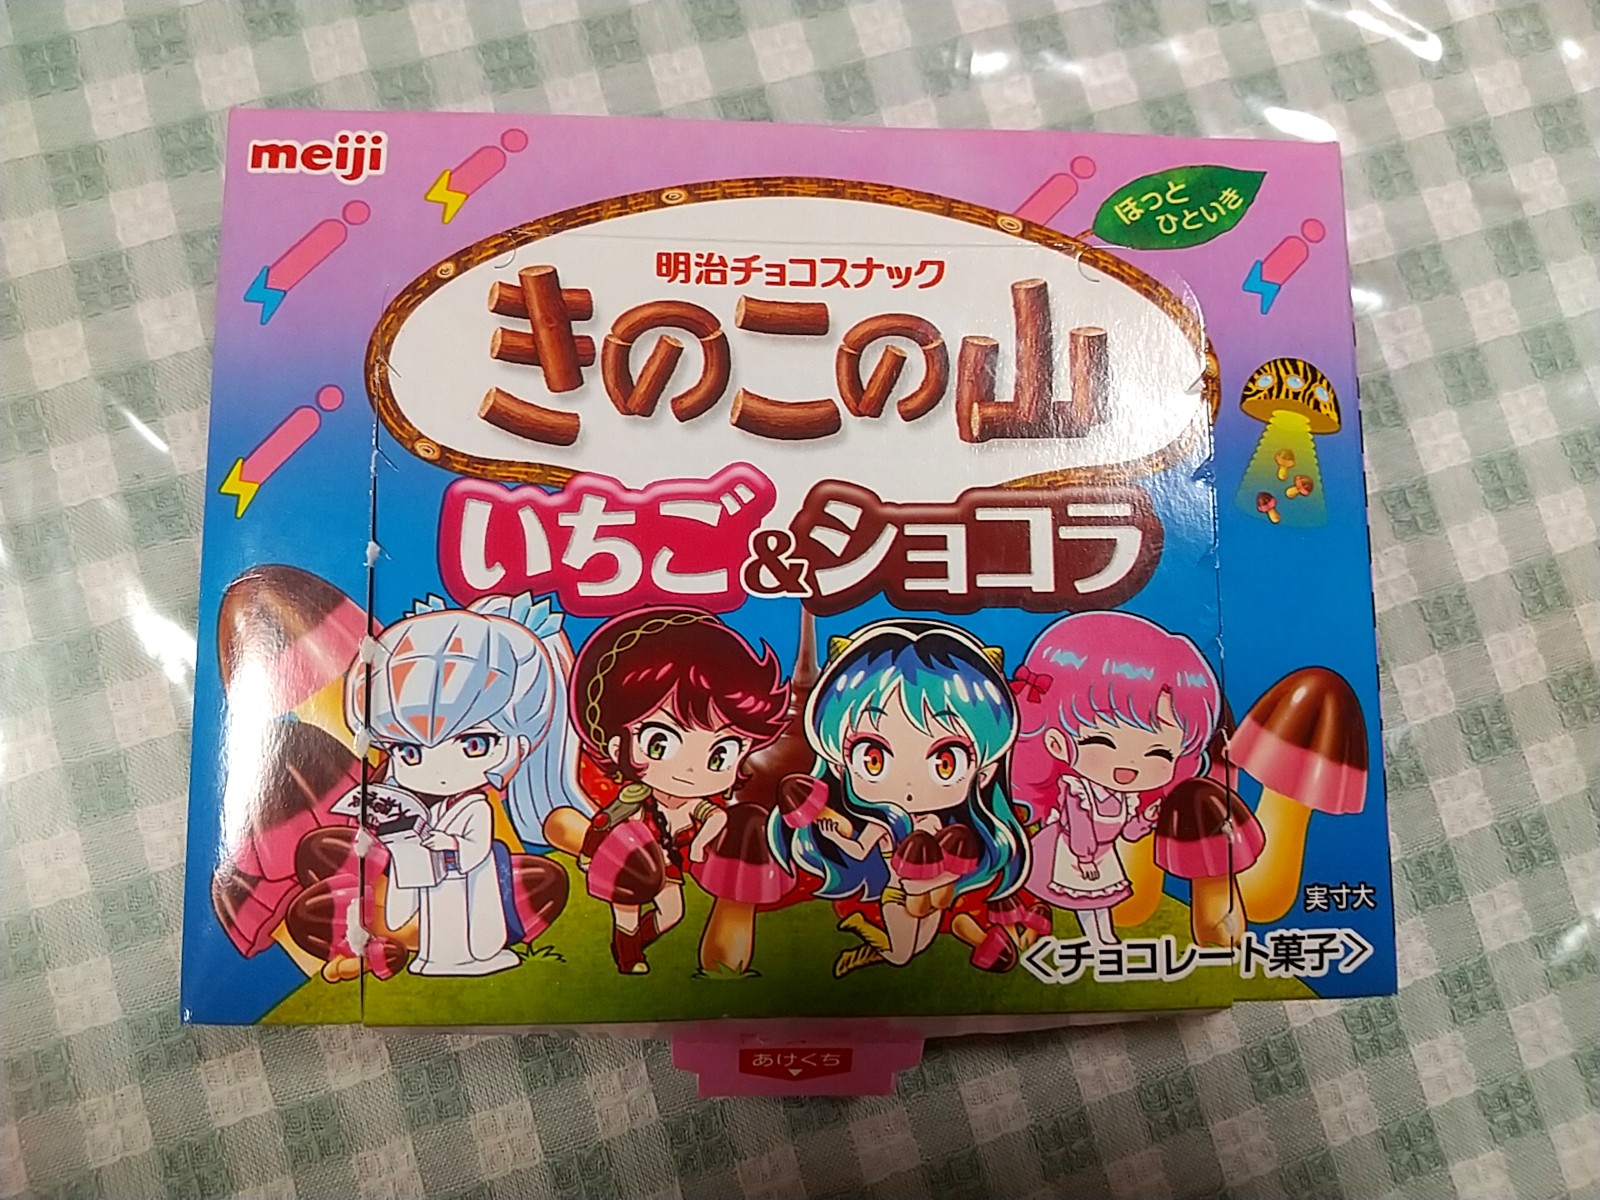 meiji
ほっと
ひといき
明治チョコスナック
きのこの山
いちご&ショコラ
実寸大
<チョコレート菓子>
あけくち